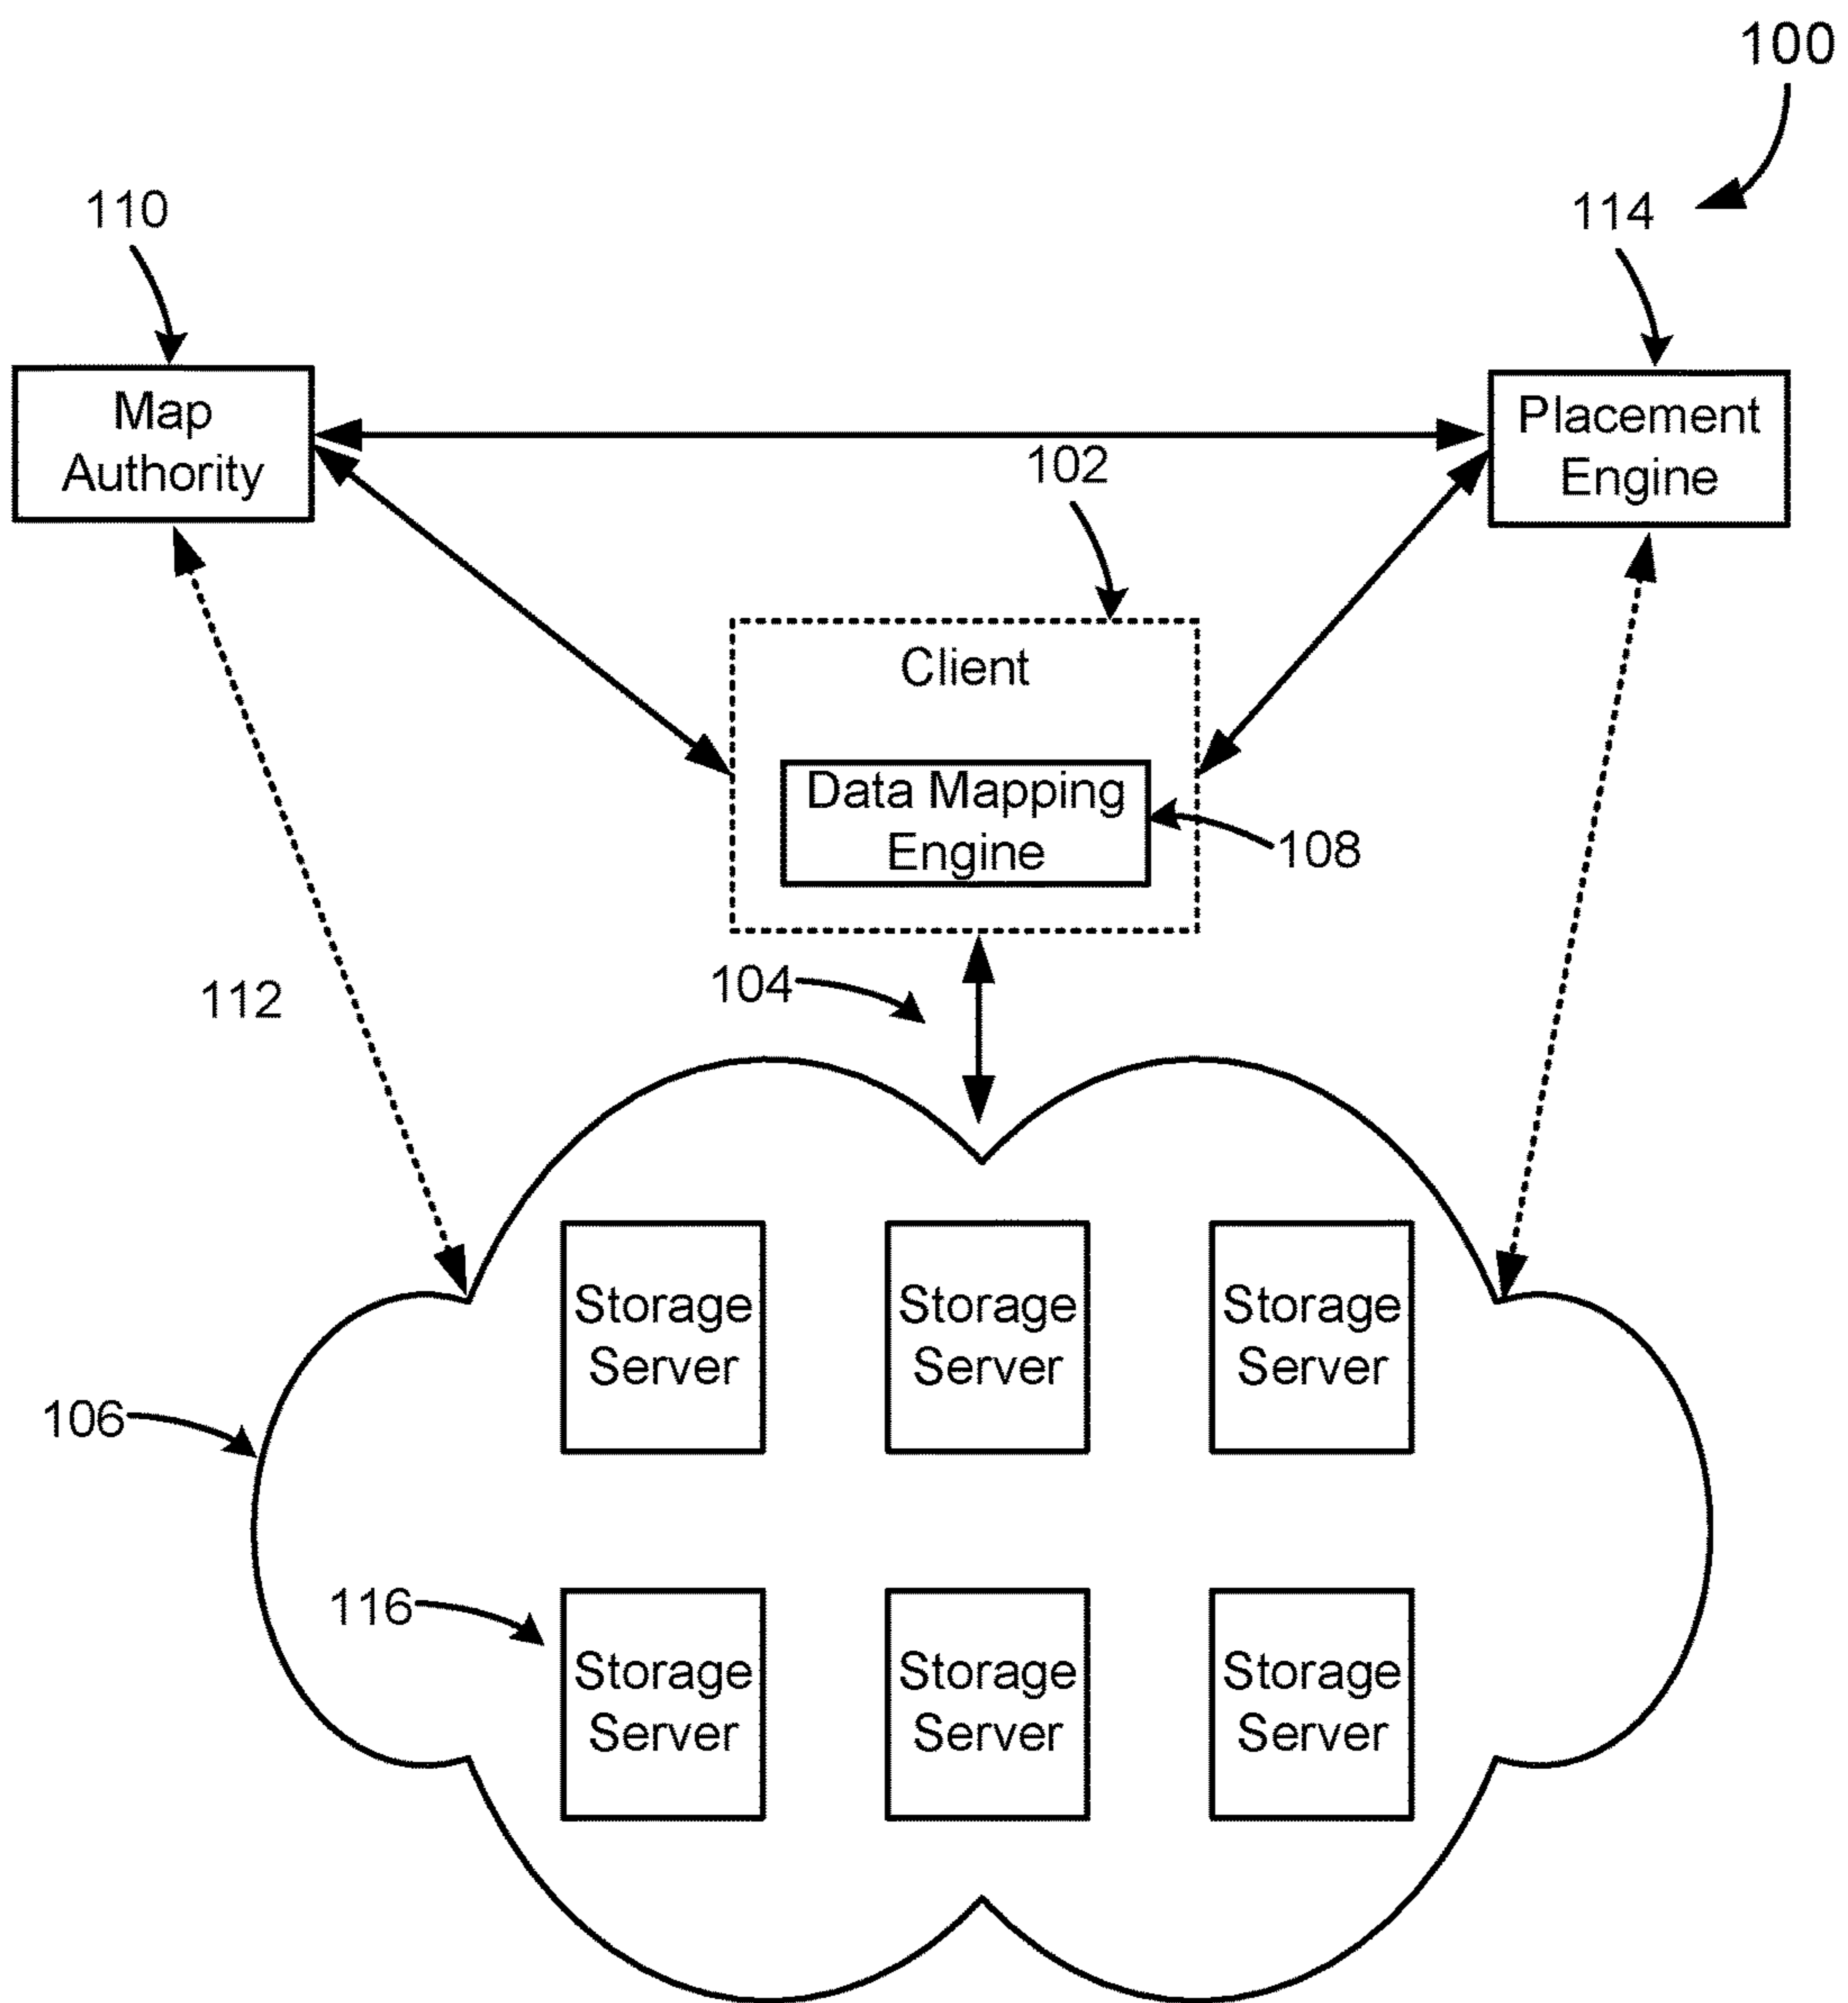 100
110
114
Map
Authority
Placement
Engine
102
Client
Data Mapping
Engine
108
104
112
Storage
Server
Storage
Server
Storage
Server
106
116
Storage
Server
Storage
Server
Storage
Server